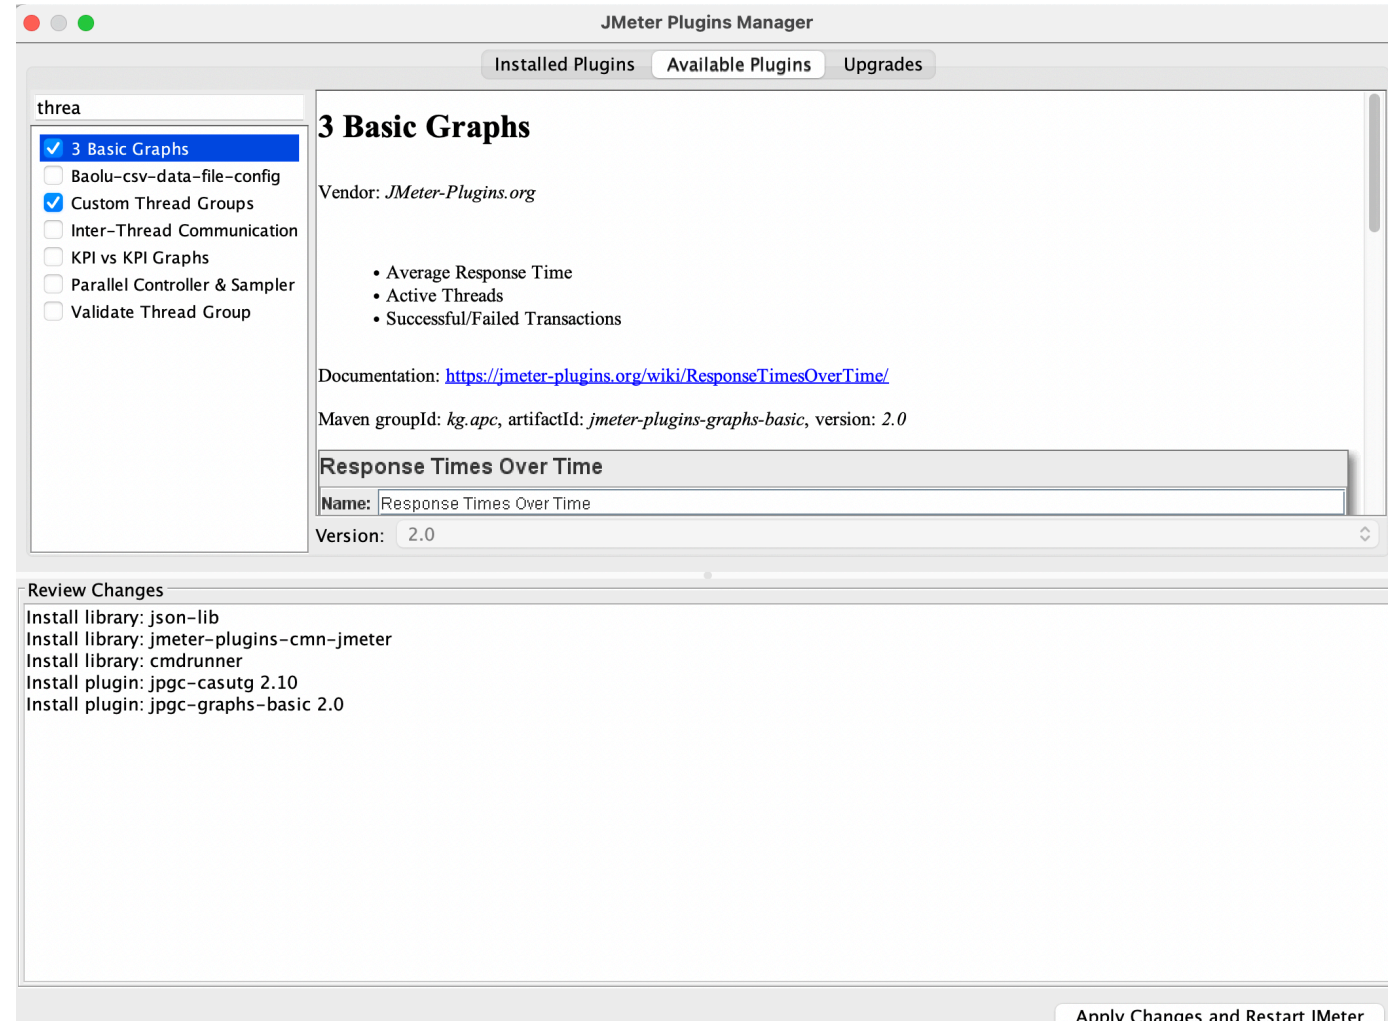 JMeter Plugins Manager
Installed Plugins Available Plugins Upgrades
threa
3 Basic Graphs
Baolu-csv-data-file-config
Custom Thread Groups
Inter-Thread Communication
KPI vs KPI Graphs
Parallel Controller & Sampler
Validate Thread Group
3 Basic Graphs
Vendor: JMeter-Plugins.org
• Average Response Time
• Active Threads
• Successful/Failed Transactions
Documentation: https://jmeter-plugins.org/wiki/ResponseTimesOverTime/
Maven groupId: kg.apc, artifactId: jmeter-plugins-graphs-basic, version: 2.0
Response Times Over Time
Name: Response Times Over Time
Version: 2.0
Review Changes
Install library: json-lib
Install library: jmeter-plugins-cmn-jmeter
Install library: cmdrunner
Install plugin: jpgc-casutg 2.10
Install plugin: jpgc-graphs-basic 2.0
Apply Changes and Restart JMeter